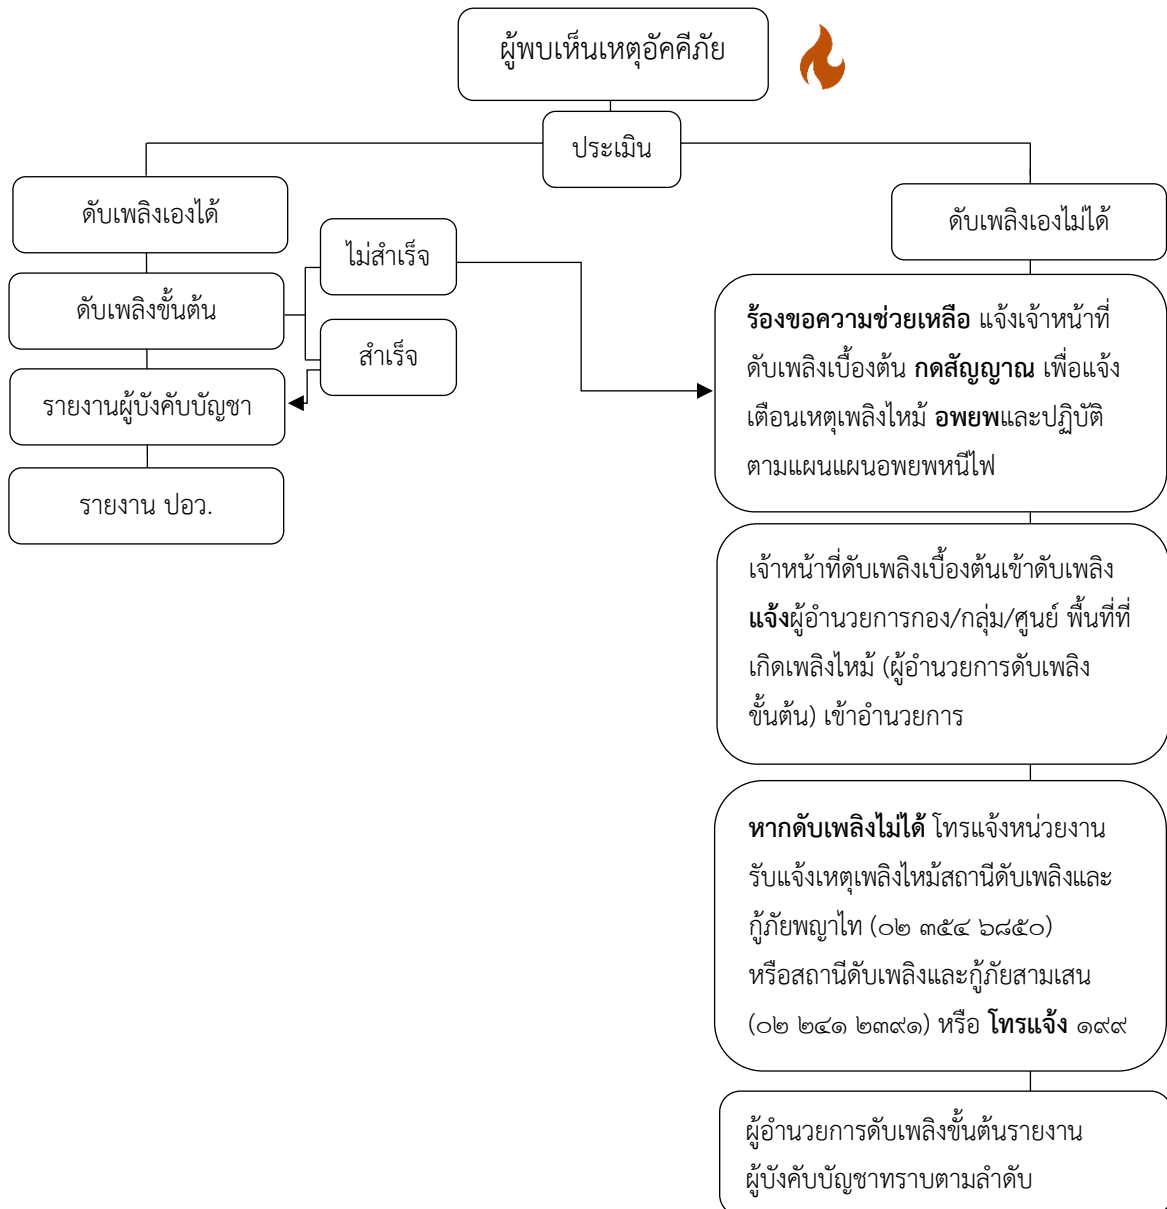 ผู้พบเห็นเหตุอัคคีภัย
ประเมิน
ดับเพลิงเองได้
ดับเพลิงขั้นต้น
ไม่สำเร็จ
สำเร็จ
รายงานผู้บังคับบัญชา
รายงาน ปอว.
ดับเพลิงเองไม่ได้
ร้องขอความช่วยเหลือ แจ้งเจ้าหน้าที่
ดับเพลิงเบื้องต้น กดสัญญาณ เพื่อแจ้ง
เตือนเหตุเพลิงไหม้ อพยพและปฏิบัติ
ตามแผนแผนอพยพหนีไฟ
เจ้าหน้าที่ดับเพลิงเบื้องต้นเข้าดับเพลิง
แจ้งผู้อำนวยการกอง/กลุ่ม/ศูนย์ พื้นที่ที่
เกิดเพลิงไหม้ (ผู้อำนวยการดับเพลิง
ขั้นต้น) เข้าอำนวยการ
หากดับเพลิงไม่ได้ โทรแจ้งหน่วยงาน
รับแจ้งเหตุเพลิงไหม้สถานีดับเพลิงและ
กู้ภัยพญาไท (๐๒ ๓๕๔ ๖๘๕๐)
หรือสถานีดับเพลิงและกู้ภัยสามเสน
(๐๒ ๒๔๑ ๒๓๙๑) หรือ โทรแจ้ง ๑๙๙
ผู้อำนวยการดับเพลิงขั้นต้นรายงาน
ผู้บังคับบัญชาทราบตามลำดับ